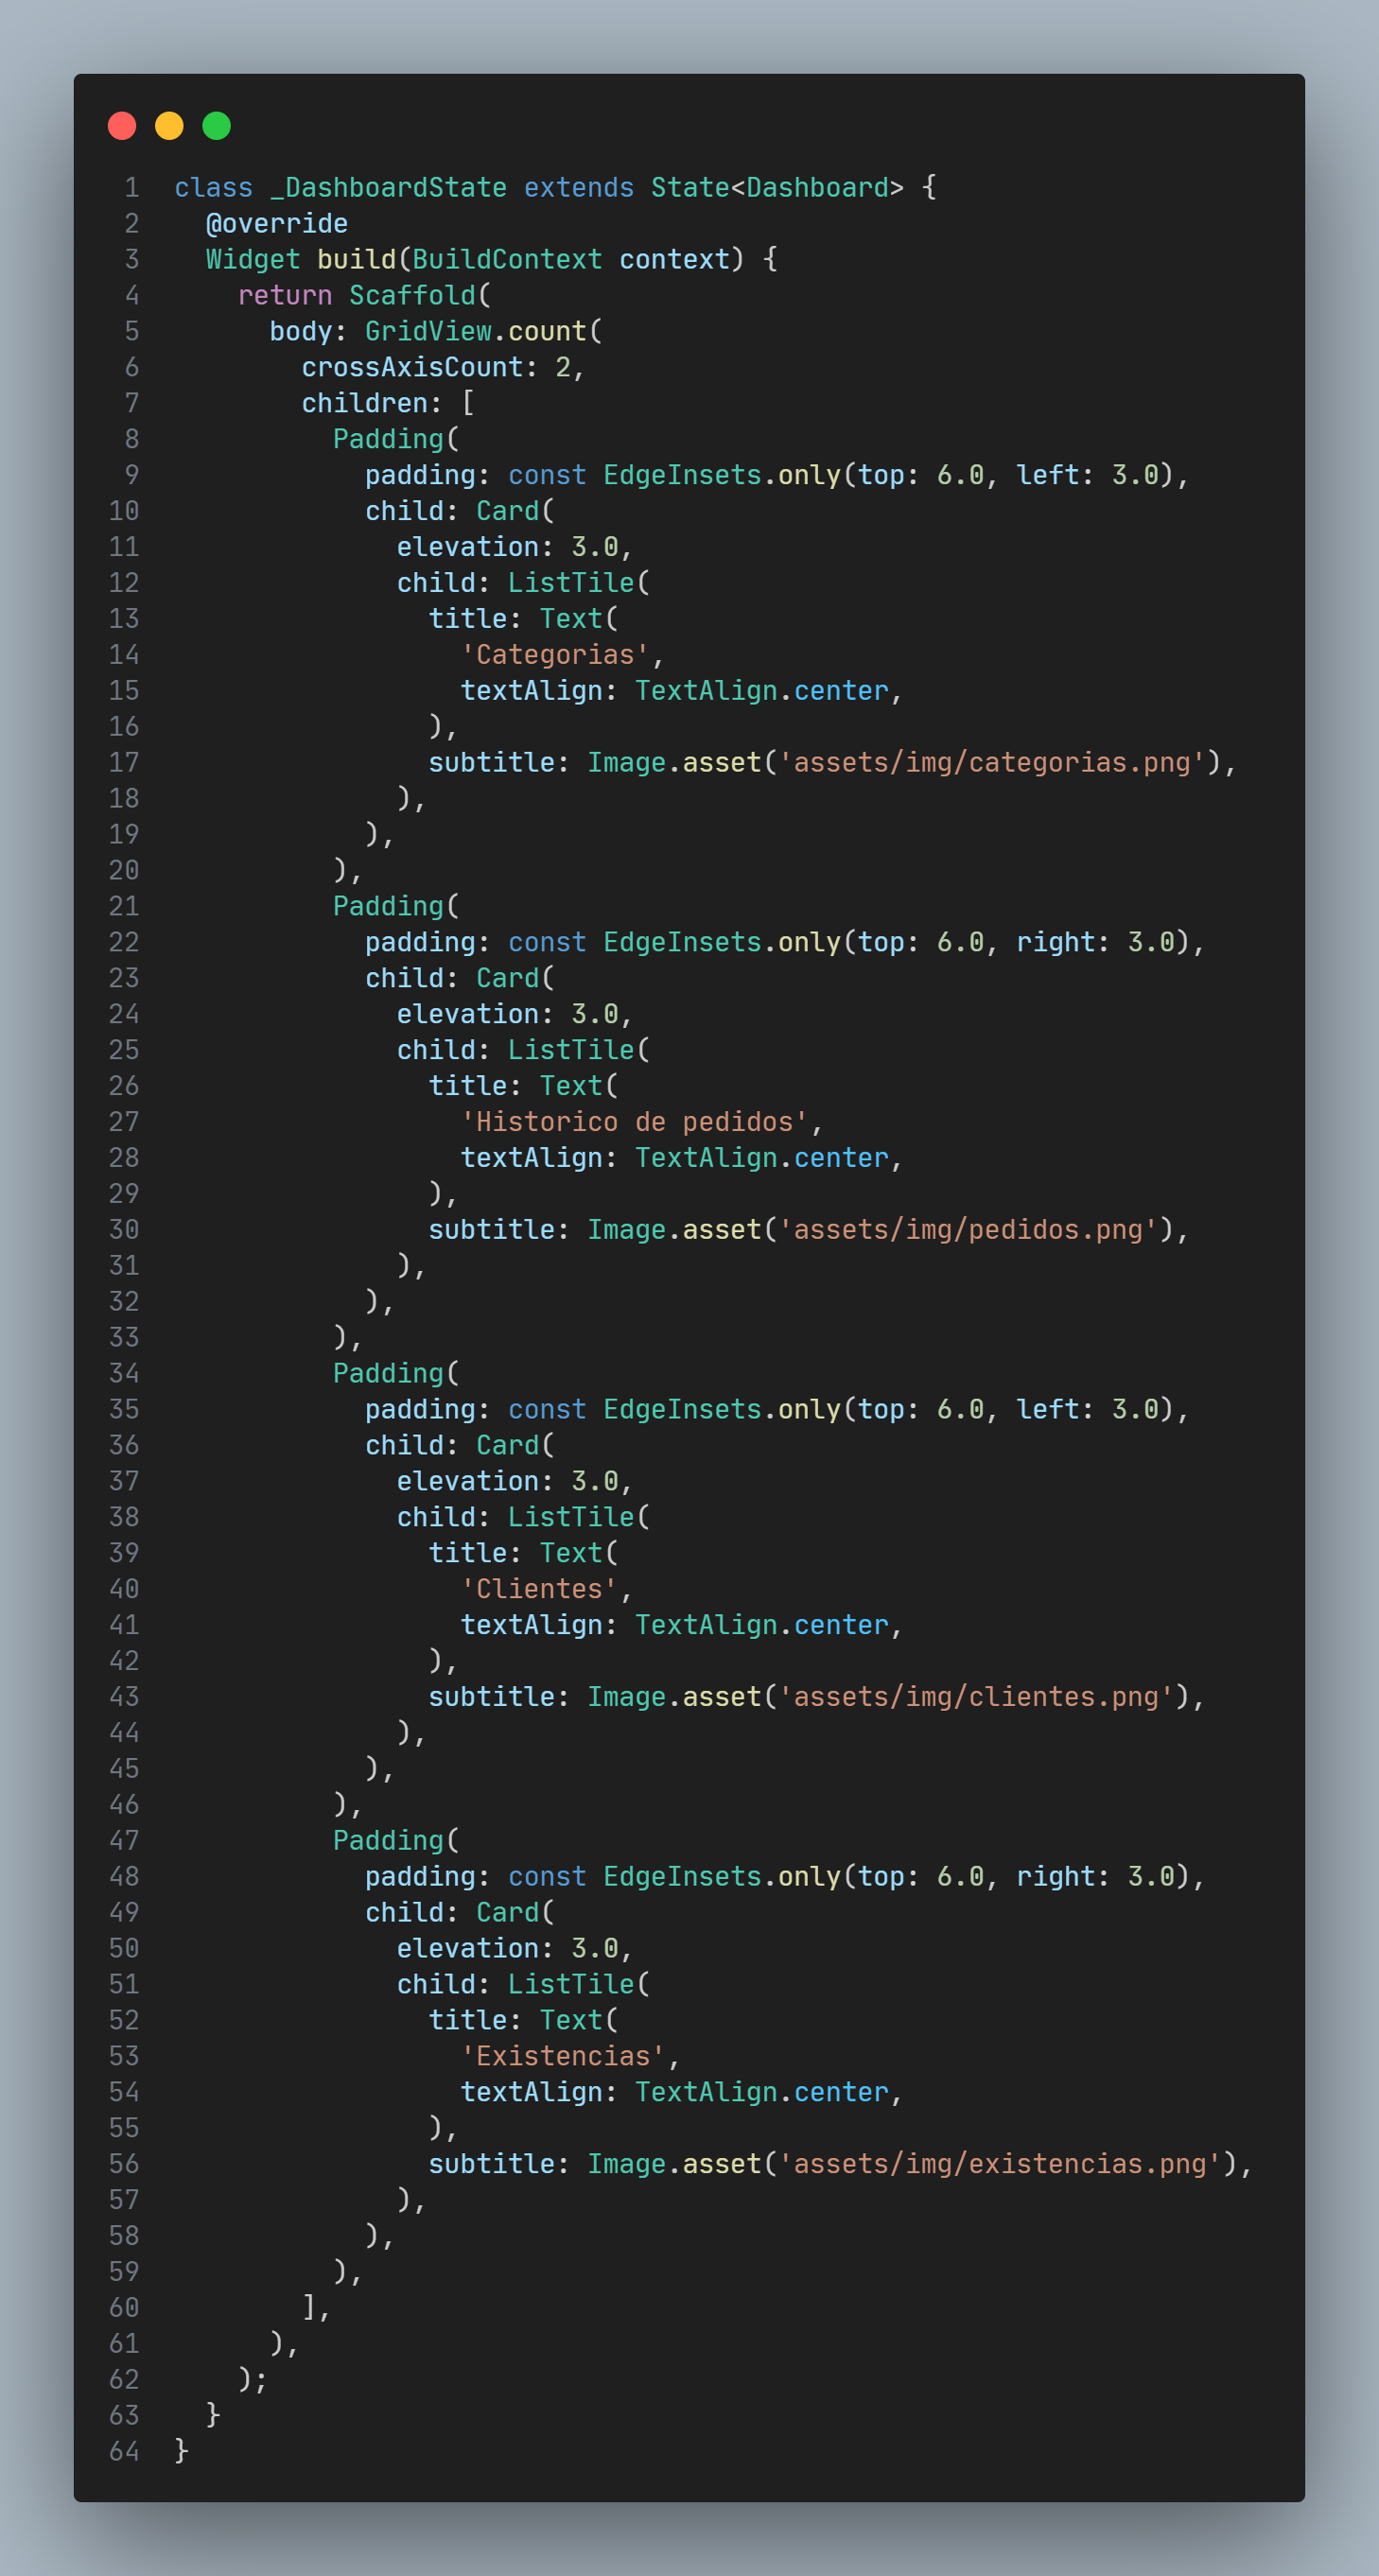 1 class _DashboardState extends State<Dashboard> {
2   @override
3   Widget build(BuildContext context) {
4     return Scaffold(
5       body: GridView.count(
6         crossAxisCount: 2,
7         children: [
8           Padding(
9             padding: const EdgeInsets.only(top: 6.0, left: 3.0),
10             child: Card(
11               elevation: 3.0,
12               child: ListTile(
13                 title: Text(
14                   'Categorias',
15                   textAlign: TextAlign.center,
16                 ),
17                 subtitle: Image.asset('assets/img/categorias.png'),
18               ),
19             ),
20           ),
21           Padding(
22             padding: const EdgeInsets.only(top: 6.0, right: 3.0),
23             child: Card(
24               elevation: 3.0,
25               child: ListTile(
26                 title: Text(
27                   'Historico de pedidos',
28                   textAlign: TextAlign.center,
29                 ),
30                 subtitle: Image.asset('assets/img/pedidos.png'),
31               ),
32             ),
33           ),
34           Padding(
35             padding: const EdgeInsets.only(top: 6.0, left: 3.0),
36             child: Card(
37               elevation: 3.0,
38               child: ListTile(
39                 title: Text(
40                   'Clientes',
41                   textAlign: TextAlign.center,
42                 ),
43                 subtitle: Image.asset('assets/img/clientes.png'),
44               ),
45             ),
46           ),
47           Padding(
48             padding: const EdgeInsets.only(top: 6.0, right: 3.0),
49             child: Card(
50               elevation: 3.0,
51               child: ListTile(
52                 title: Text(
53                   'Existencias',
54                   textAlign: TextAlign.center,
55                 ),
56                 subtitle: Image.asset('assets/img/existencias.png'),
57               ),
58             ),
59           ),
60         ],
61       ),
62     );
63   }
64 }